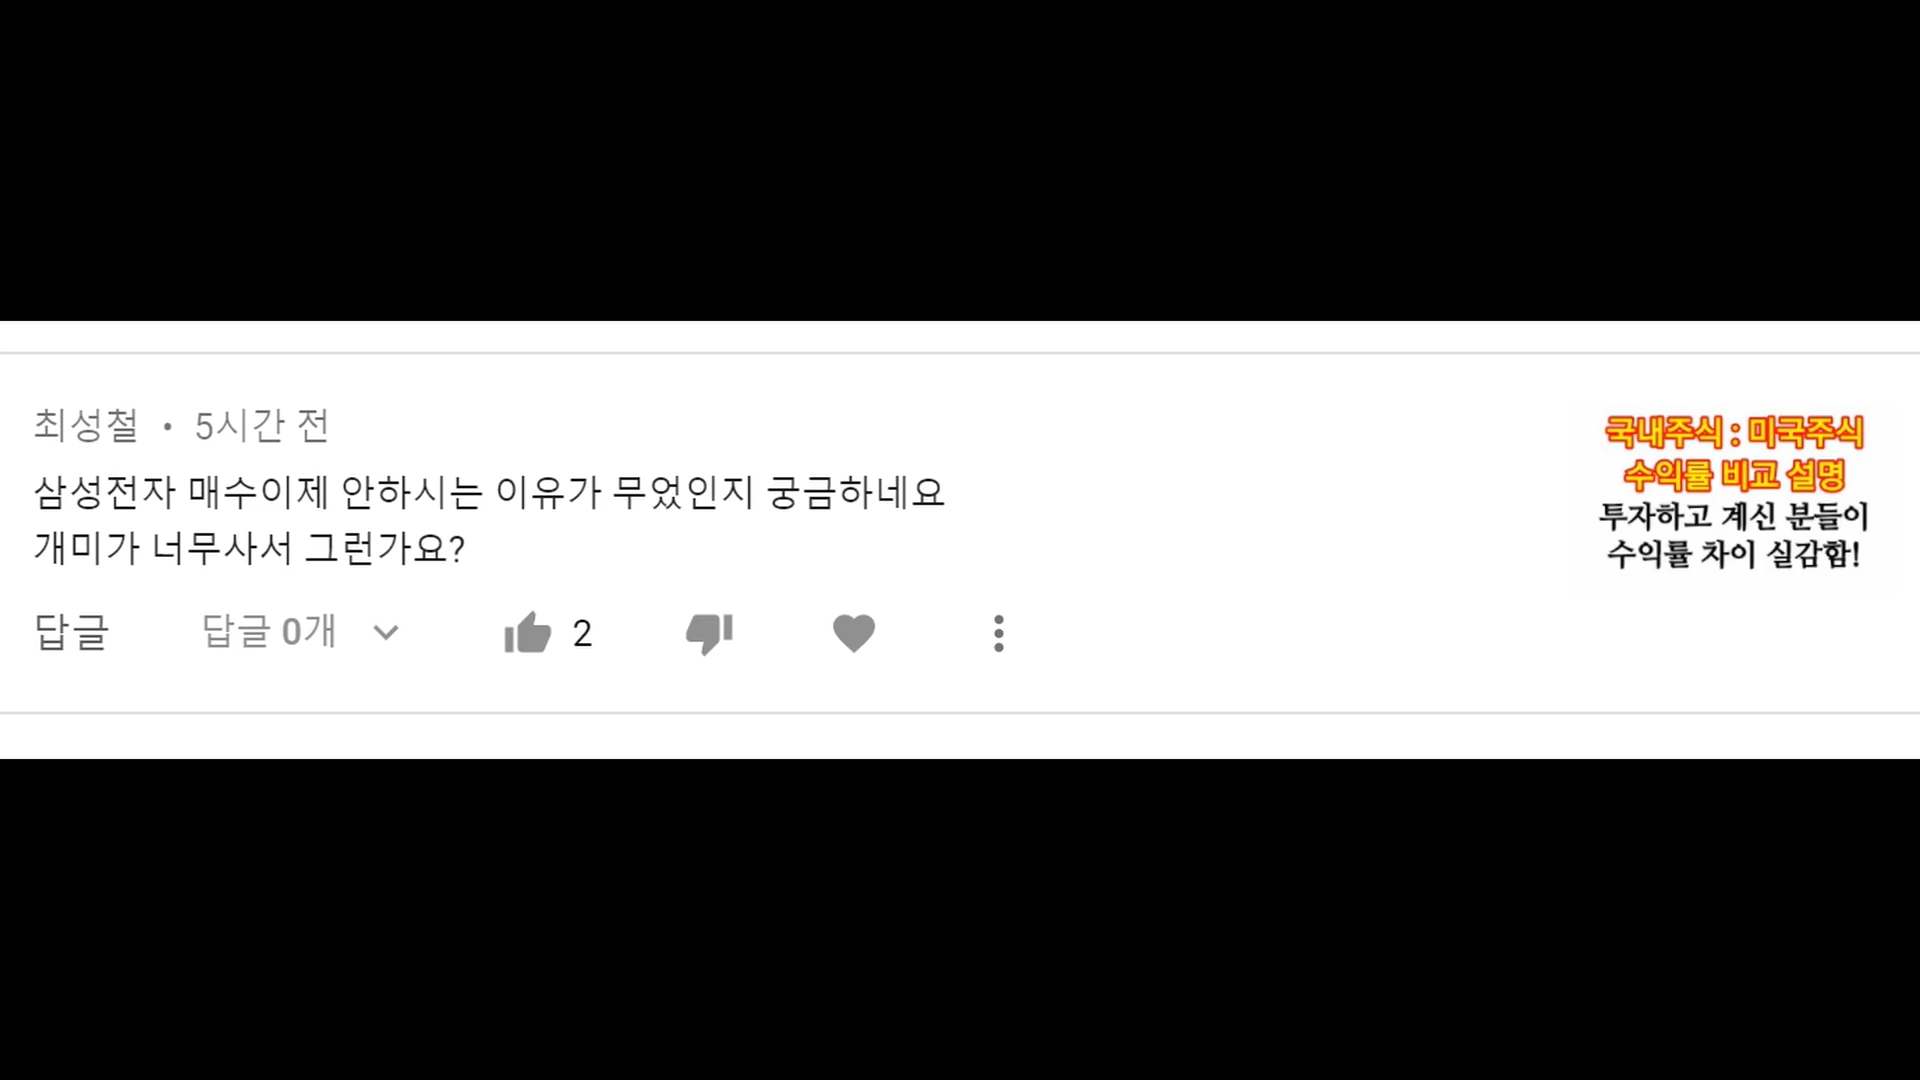 최성철 • 5시간 전
삼성전자 매수이제 안하시는 이유가 무었인지 궁금하네요
개미가 너무사서 그런가요?
답글 답글 0개 2
국내주식 : 미국주식
수익률 비교 설명
투자하고 계신 분들이
수익률 차이 실감함!